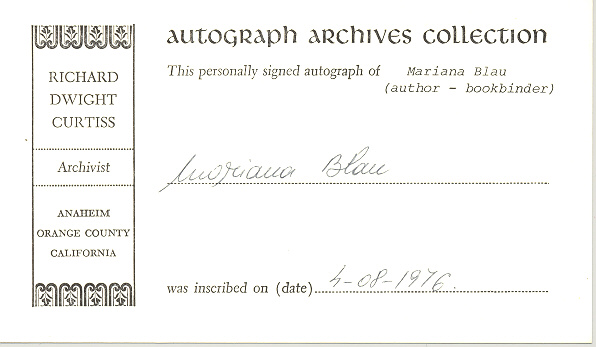 AUTOGRAPH ARCHIVES COLLECTION
This personally signed autograph of Mariana Blau
(author - bookbinder)
RICHARD
DWIGHT
CURTISS
Archivist
ANAHEIM
ORANGE COUNTY
CALIFORNIA
Mariana Blau
was inscribed on (date) 4-08-1976.